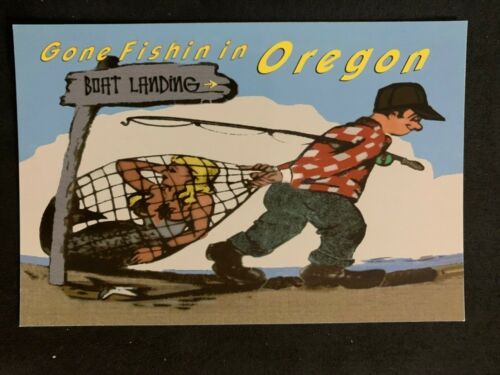 Gone Fishin in Oregon
BOAT LANDING →